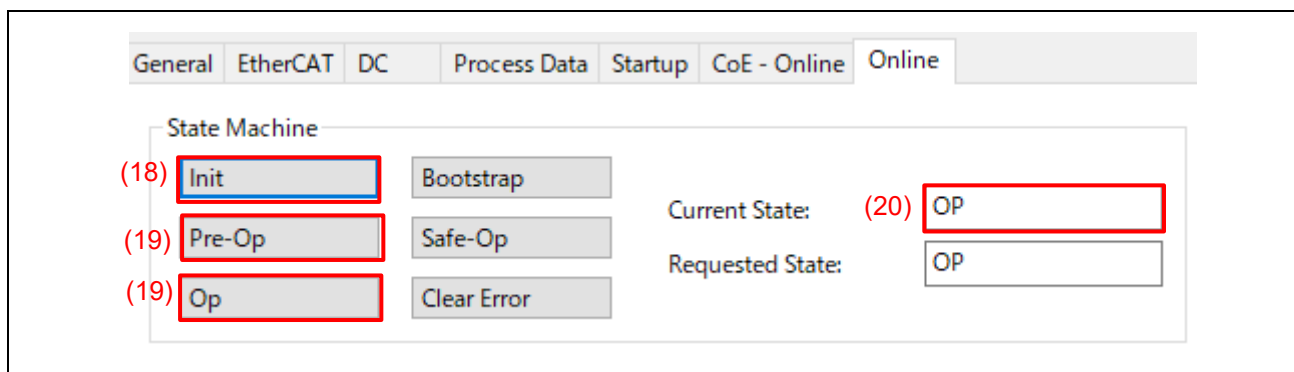 General EtherCAT DC Process Data Startup CoE - Online Online
State Machine
(18) Init Bootstrap
Current State: (20) OP
(19) Pre-Op Safe-Op
Requested State: OP
(19) Op Clear Error